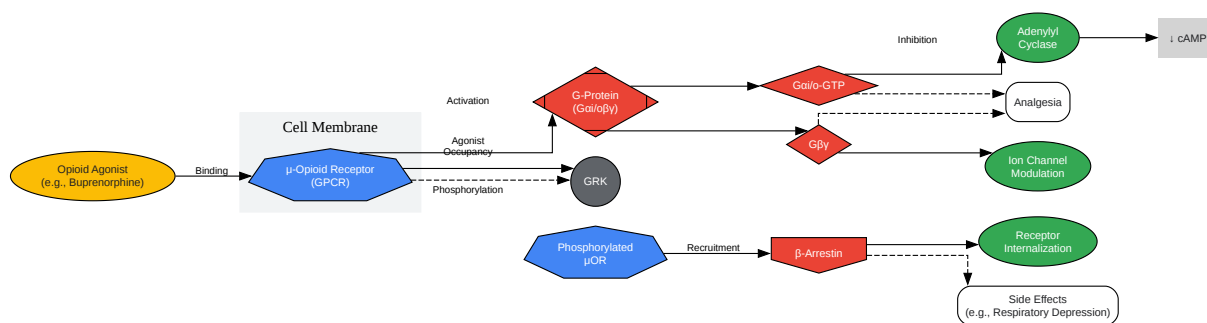 Opioid Agonist
(e.g., Buprenorphine)
Binding
Cell Membrane
μ-Opioid Receptor
(GPCR)
Activation
Agonist
Occupancy
Phosphorylation
G-Protein
(Gαi/oβγ)
GRK
Gαi/o-GTP
Gβγ
Inhibition
Adenylyl
Cyclase
↓ cAMP
Analgesia
Ion Channel
Modulation
Phosphorylated
μOR
Recruitment
β-Arrestin
Receptor
Internalization
Side Effects
(e.g., Respiratory Depression)